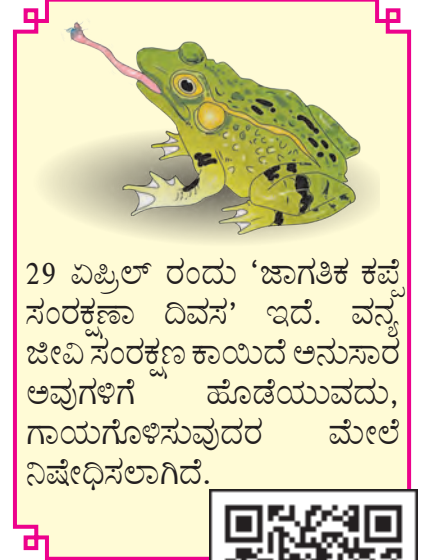 29 ಏಪ್ರಿಲ್ ರಂದು ‘ಜಾಗತಿಕ ಕಪ್ಪೆ
ಸಂರಕ್ಷಣಾ ದಿವಸ’ ಇದೆ. ವನ್ಯ
ಜೀವಿ ಸಂರಕ್ಷಣ ಕಾಯಿದೆ ಅನುಸಾರ
ಅವುಗಳಿಗೆ ಹೊಡೆಯುವದು,
ಗಾಯಗೊಳಿಸುವುದರ ಮೇಲೆ
ನಿಷೇಧಿಸಲಾಗಿದೆ.